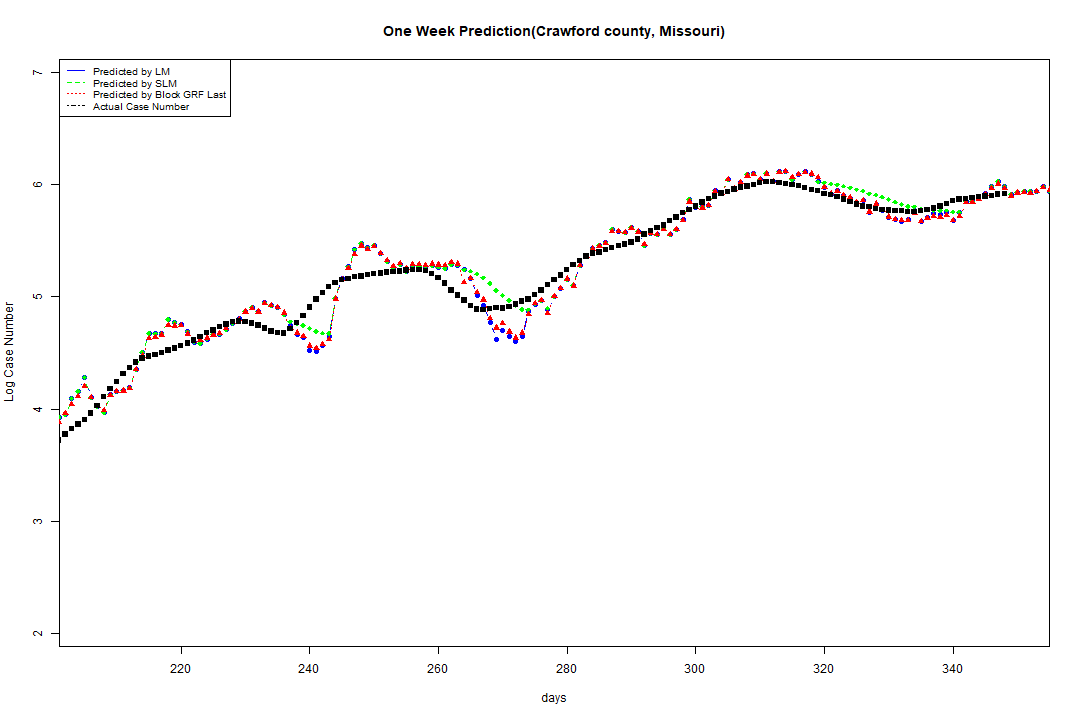 One Week Prediction(Crawford county, Missouri)
Predicted by LM
Predicted by SLM
Predicted by Block GRF Last
Actual Case Number
7
6
5
4
3
2
Log Case Number
220 240 260 280 300 320 340
days